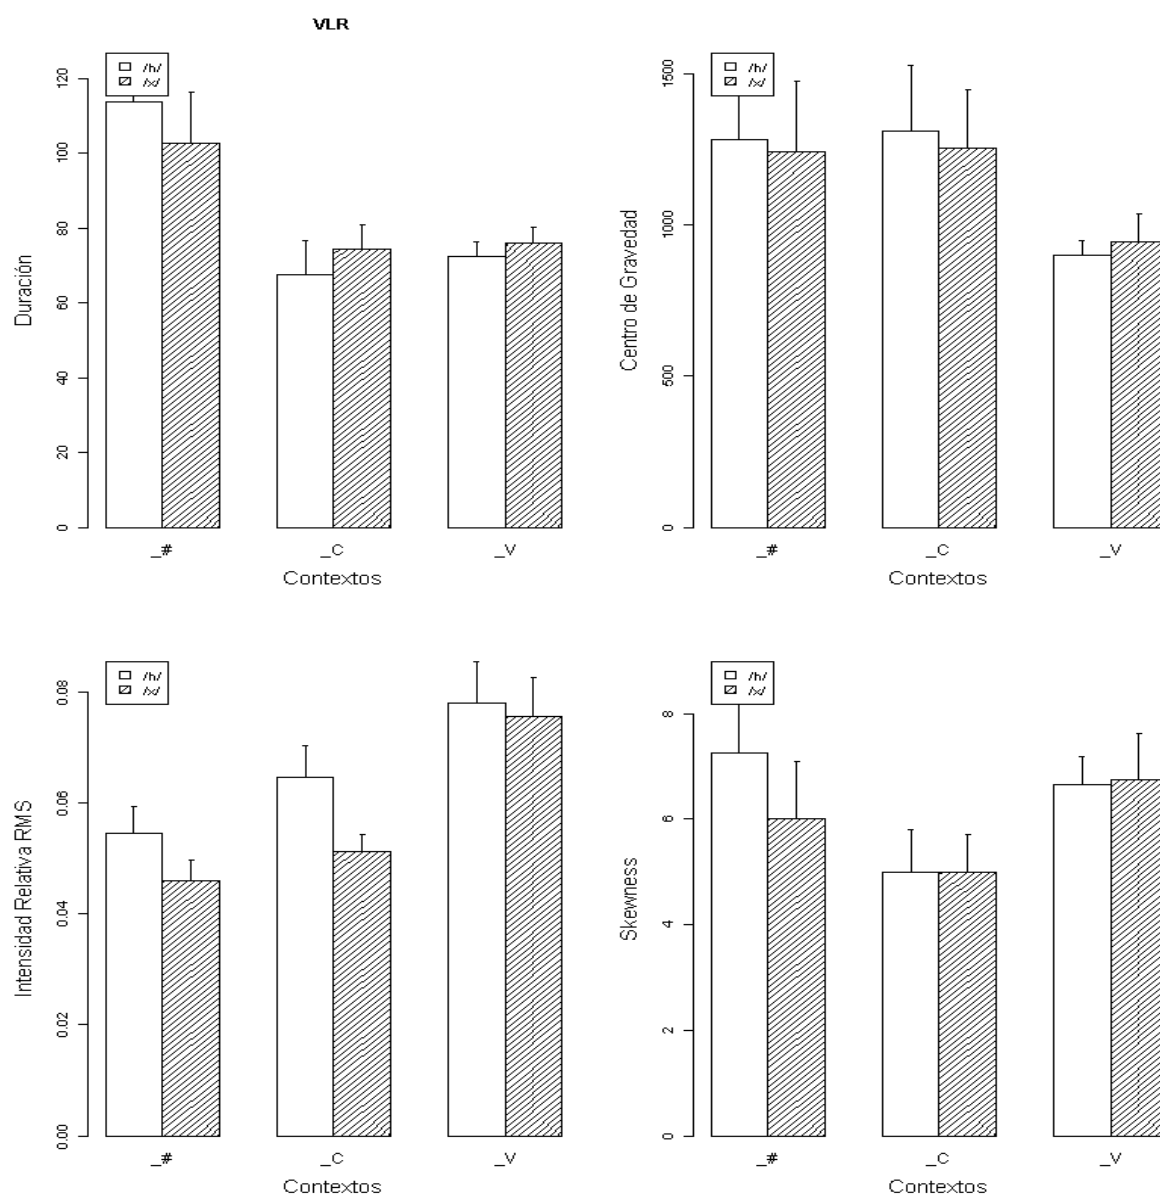 VLR
/h/
/x/
Duración
120
100
80
60
40
20
0
_#
_C
_V
Contextos
/h/
/x/
Centro de Gravedad
1500
1000
500
0
_#
_C
_V
Contextos
/h/
/x/
Intensidad Relativa RMS
0.08
0.06
0.04
0.02
0.00
_#
_C
_V
Contextos
/h/
/x/
Skewness
8
6
4
2
0
_#
_C
_V
Contextos